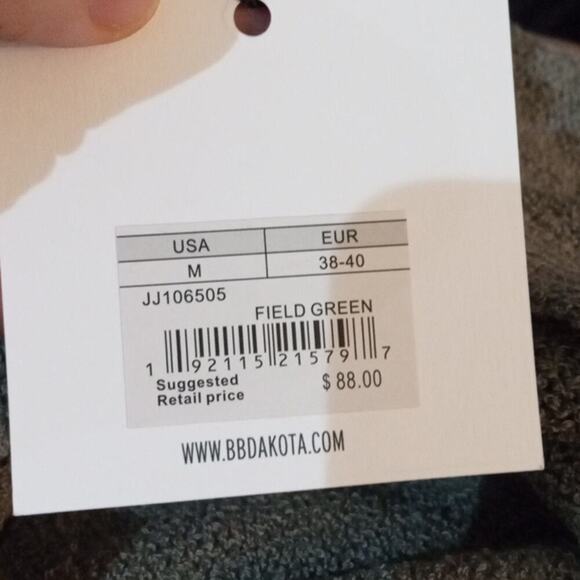 USA EUR
M 38-40
JJ106505
FIELD GREEN
1 92115 21579 7
Suggested
Retail price $ 88.00
WWW.BBDAKOTA.COM